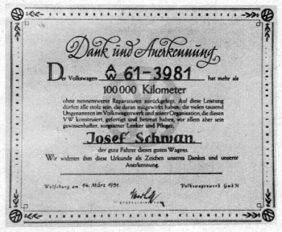 Dank und Anerkennung
Der Volkswagen W 61-3981 hat mehr als
100000 Kilometer
ohne nennenswerte Reparaturen zurückgelegt. Auf diese Leistung
dürfen alle stolz sein, die daran mitgewirkt haben: die vielen tausend
Ungenannten im Volkswagenwerk und seiner Organisation, die diesen
VW konstruiert, gefertigt und betreut haben, vor allem aber sein
gewissenhafter, sorgsamer Lenker und Pfleger,
Josef Schwan
der gute Fahrer dieses guten Wagens
Wir widmen ihm diese Urkunde als Zeichen unseres Dankes und unserer
Anerkennung.
Wolfsburg am 14. März 1951 Volkswagenwerk GmbH